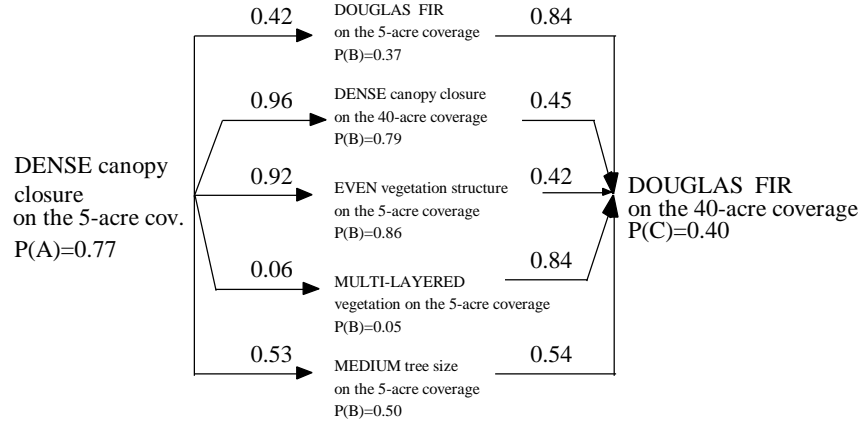 0.42
DOUGLAS FIR
on the 5-acre coverage
P(B)=0.37
0.84
0.96
DENSE canopy closure
on the 40-acre coverage
P(B)=0.79
0.45
DENSE canopy
closure
on the 5-acre cov.
P(A)=0.77
0.92
EVEN vegetation structure
on the 5-acre coverage
P(B)=0.86
0.42
DOUGLAS FIR
on the 40-acre coverage
P(C)=0.40
0.06
MULTI-LAYERED
vegetation on the 5-acre coverage
P(B)=0.05
0.84
0.53
MEDIUM tree size
on the 5-acre coverage
P(B)=0.50
0.54